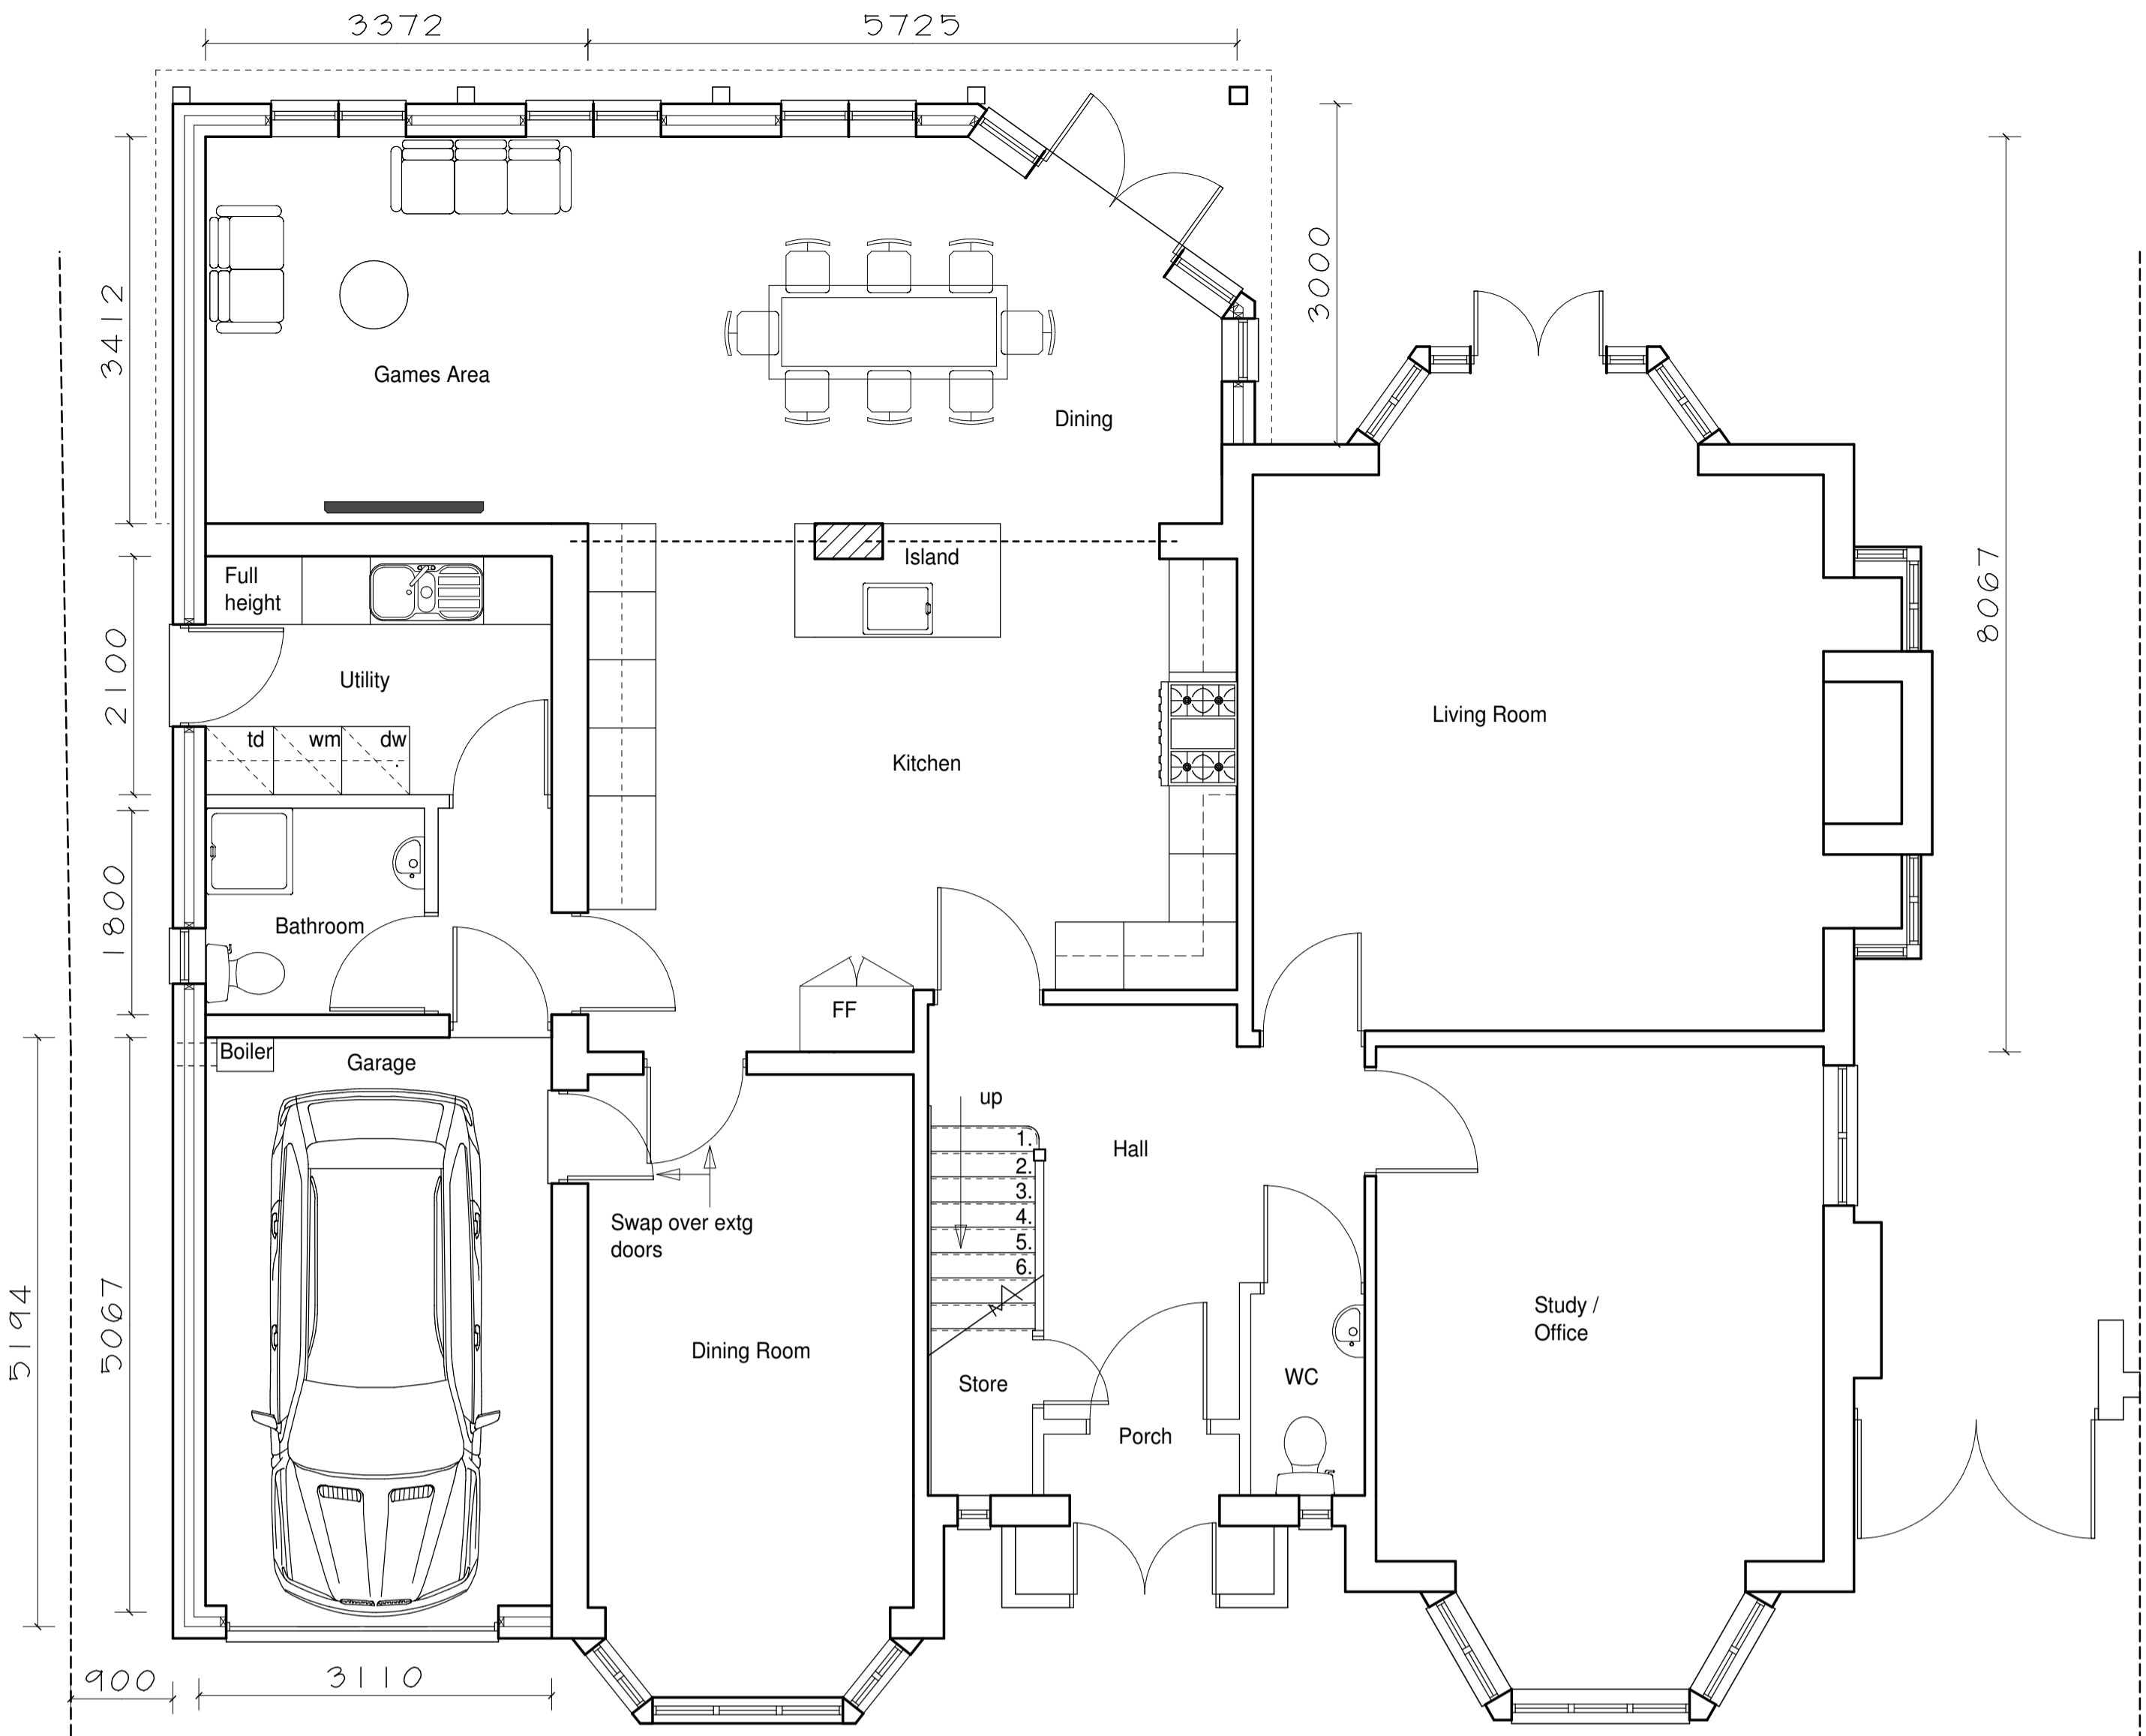 3372
5725
3000
3412
8067
Games Area
Dining
Island
Full
height
2100
Utility
td
wm
dw
Living Room
Kitchen
1800
Bathroom
FF
Boiler
Garage
up
1.
2.
3.
4.
5.
6.
Hall
Swap over extg
doors
5194
5067
Study /
Office
Dining Room
Store
WC
Porch
900
3110